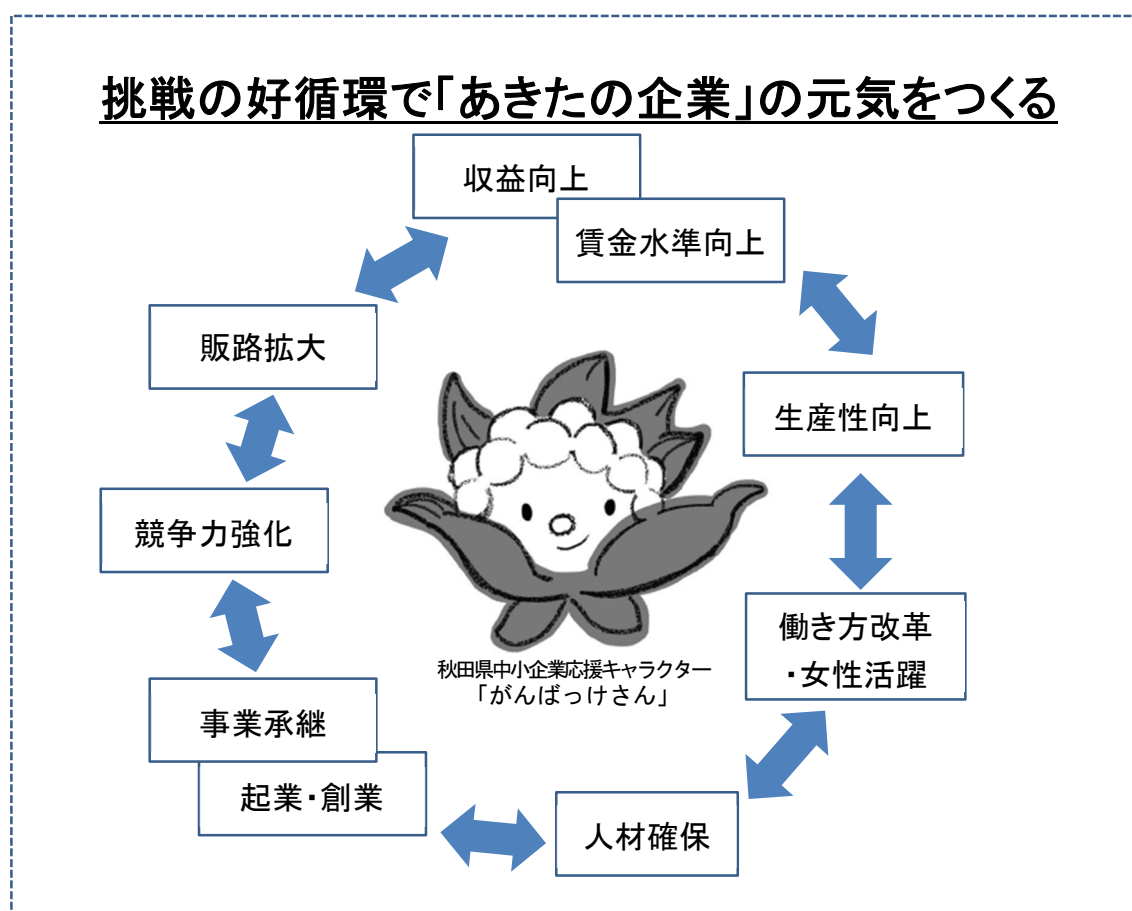 挑戦の好循環で「あきたの企業」の元気をつくる
収益向上
賃金水準向上
販路拡大
生産性向上
競争力強化
働き方改革
・女性活躍
秋田県中小企業応援キャラクター
「がんばっけさん」
事業承継
起業・創業
人材確保